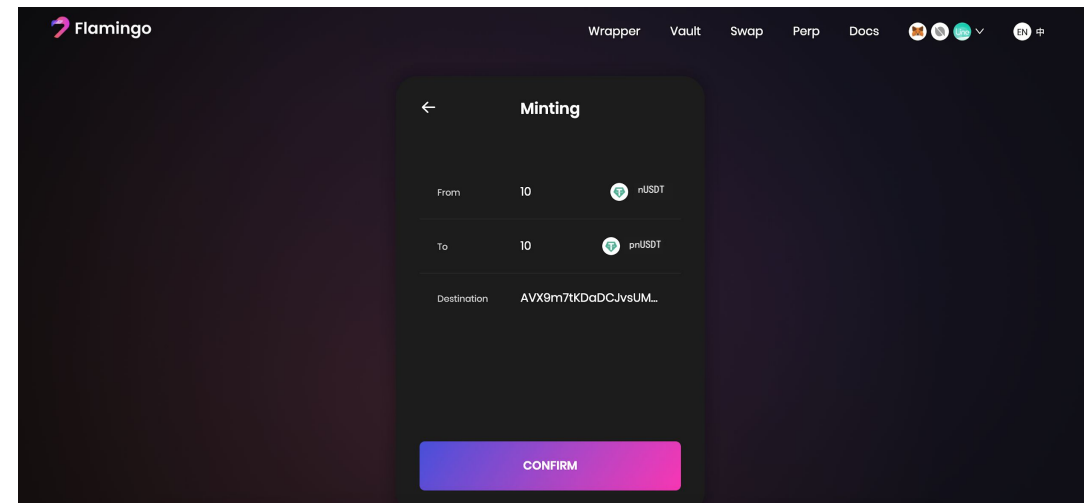 Flamingo
Wrapper Vault Swap Perp Docs EN 中
Minting
From 10 nUSDT
To 10 pnUSDT
Destination AVX9m7tKDaDCJvsUM...
CONFIRM